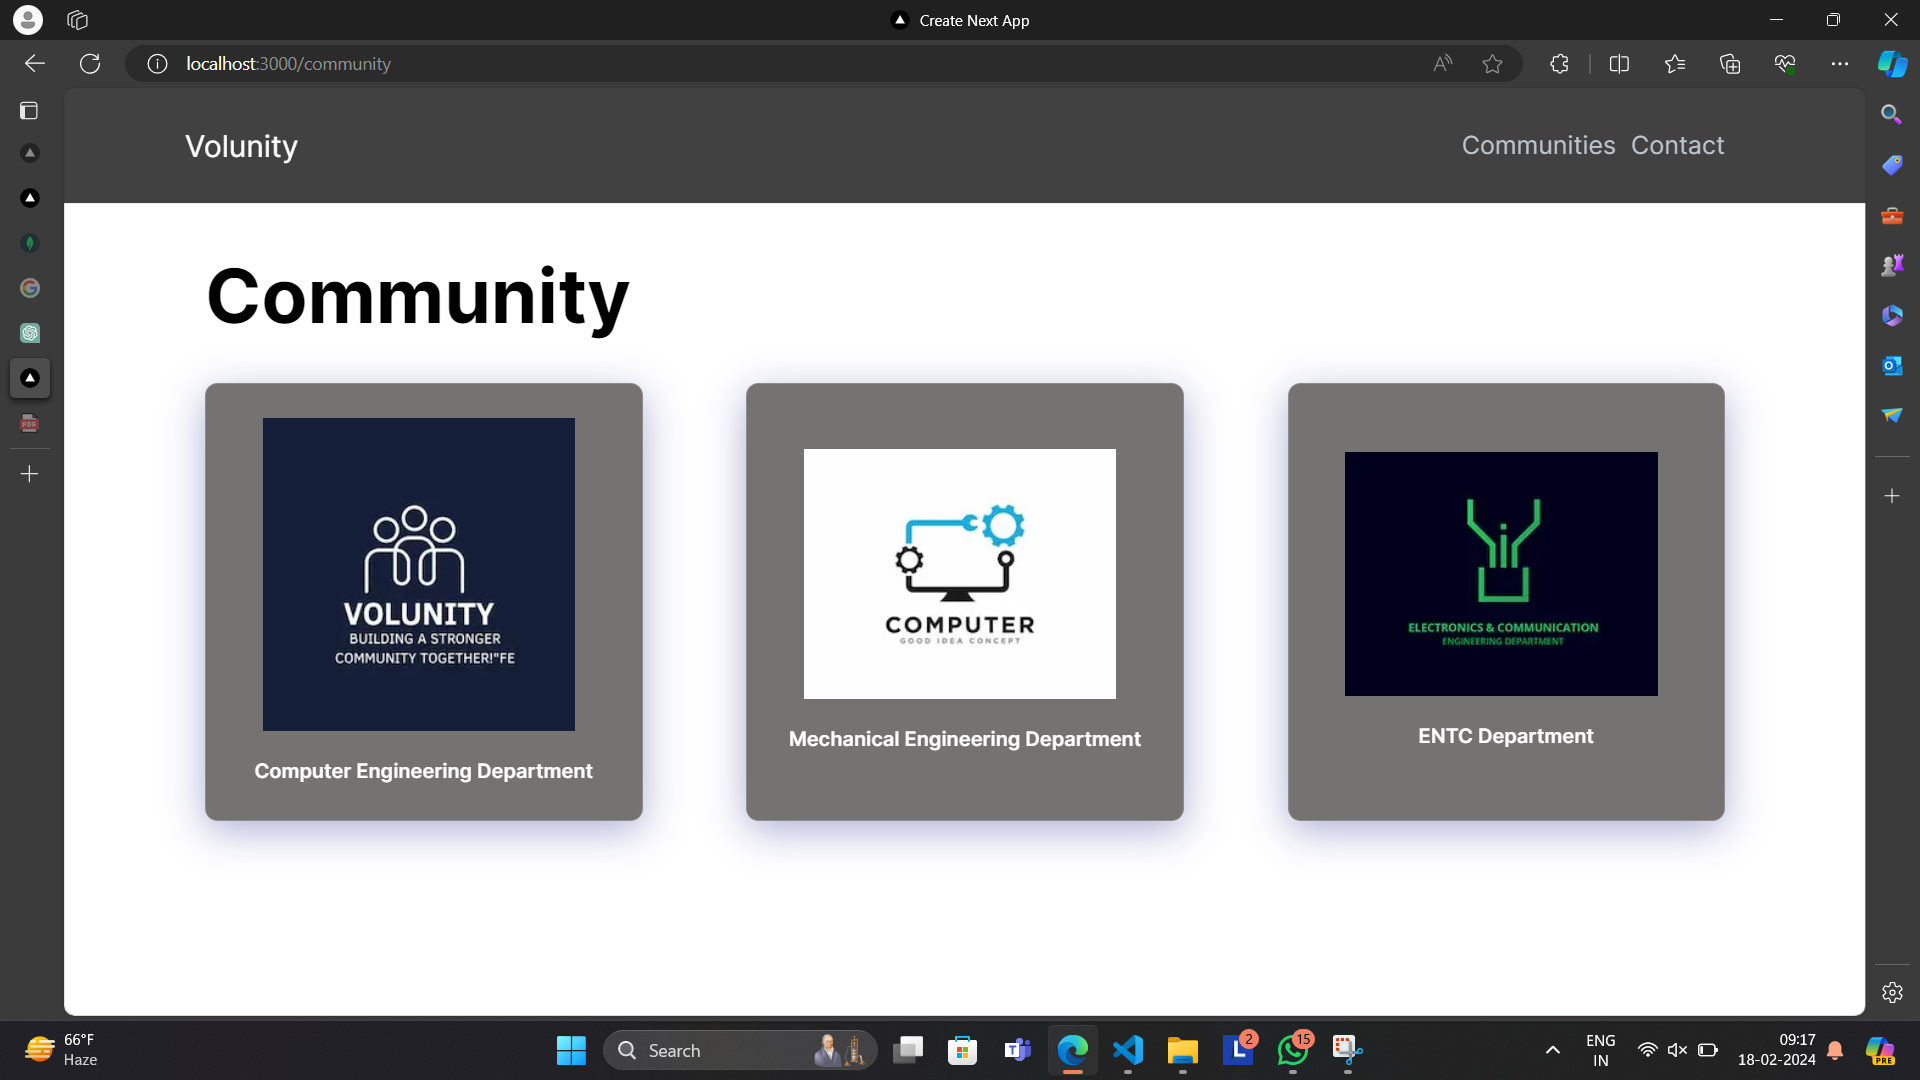 Create Next App
localhost:3000/community
Volunity
Communities Contact
Community
VOLUNITY
BUILDING A STRONGER
COMMUNITY TOGETHER!"FE
Computer Engineering Department
COMPUTER
GOOD IDEA CONCEPT
Mechanical Engineering Department
ELECTRONICS & COMMUNICATION
ENGINEERING DEPARTMENT
ENTC Department
PDF
66°F
Haze
Search
2
15
ENG
IN
09:17
18-02-2024
PRE